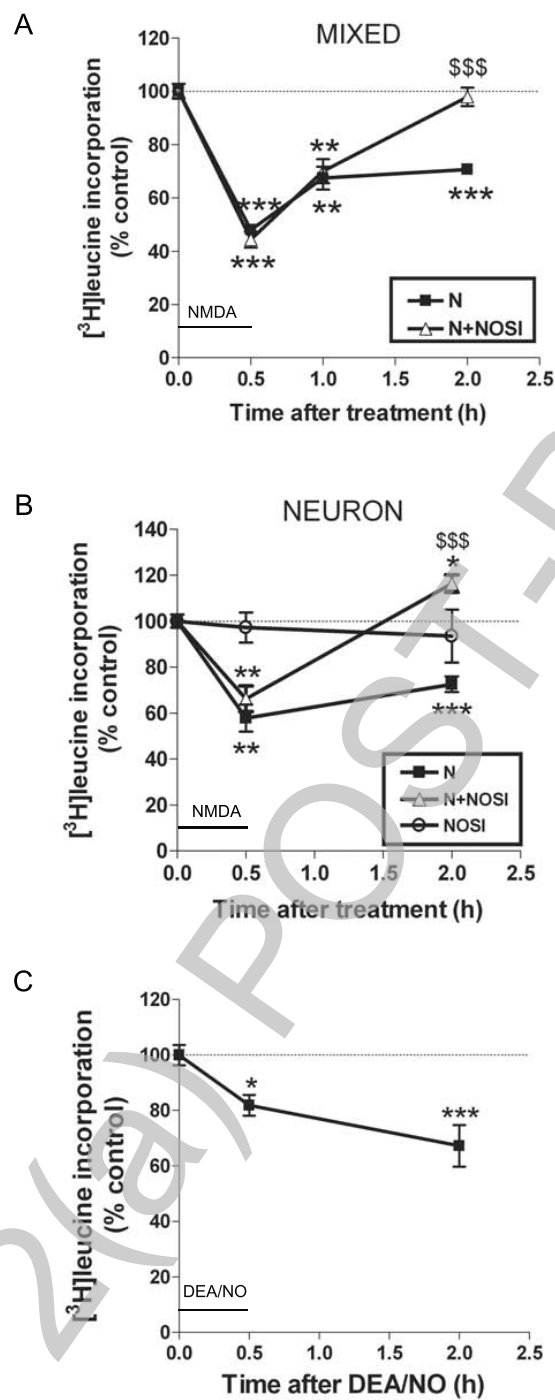 A
MIXED
[³H]leucine incorporation
(% control)
120
100
80
60
40
20
0
$$$
**
***
**
***
***
NMDA
N
N+NOSI
0.0 0.5 1.0 1.5 2.0 2.5
Time after treatment (h)
B
NEURON
[³H]leucine incorporation
(% control)
140
120
100
80
60
40
20
0
$$$
*
**
***
**
NMDA
N
N+NOSI
NOSI
0.0 0.5 1.0 1.5 2.0 2.5
Time after treatment (h)
C
[³H]leucine incorporation
(% control)
120
100
80
60
40
20
0
*
***
DEA/NO
0.0 0.5 1.0 1.5 2.0 2.5
Time after DEA/NO (h)
2(a) POST-